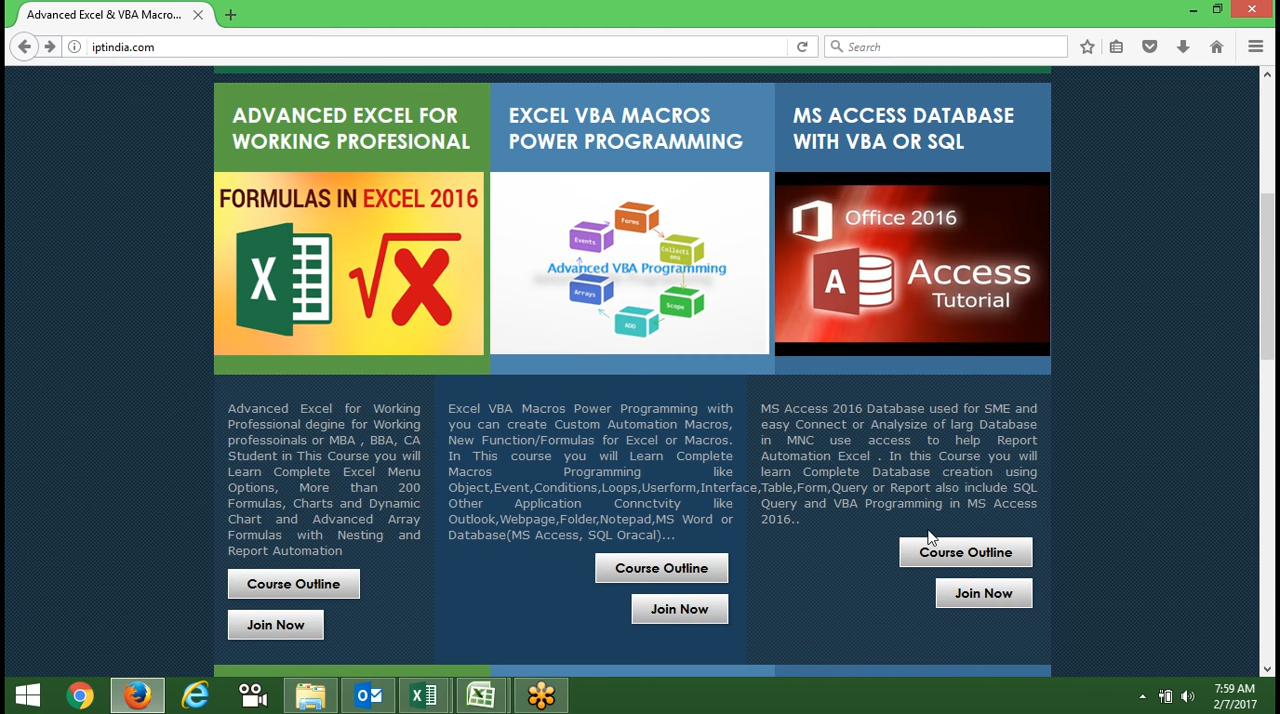 Advanced Excel & VBA Macro...
iptindia.com
Search
ADVANCED EXCEL FOR
WORKING PROFESIONAL
EXCEL VBA MACROS
POWER PROGRAMMING
MS ACCESS DATABASE
WITH VBA OR SQL
FORMULAS IN EXCEL 2016
X
X
Forms
Events
Collecti
ons
Advanced VBA Programming
Arrays
Scope
ADO
Office 2016
A
Access
Tutorial
Advanced Excel for Working
Professional degine for Working
professoinals or MBA , BBA, CA
Student in This Course you will
Learn Complete Excel Menu
Options, More than 200
Formulas, Charts and Dynamic
Chart and Advanced Array
Formulas with Nesting and
Report Automation
Course Outline
Join Now
Excel VBA Macros Power Programming with
you can create Custom Automation Macros,
New Function/Formulas for Excel or Macros.
In This course you will Learn Complete
Macros Programming like
Object,Event,Conditions,Loops,Userform,Interface,
Other Application Connctvity like
Outlook,Webpage,Folder,Notepad,MS Word or
Database(MS Access, SQL Oracal)...
Course Outline
Join Now
MS Access 2016 Database used for SME and
easy Connect or Analysize of larg Database
in MNC use access to help Report
Automation Excel . In this Course you will
learn Complete Database creation using
Table,Form,Query or Report also include SQL
Query and VBA Programming in MS Access
2016..
Course Outline
Join Now
7:59 AM
2/7/2017